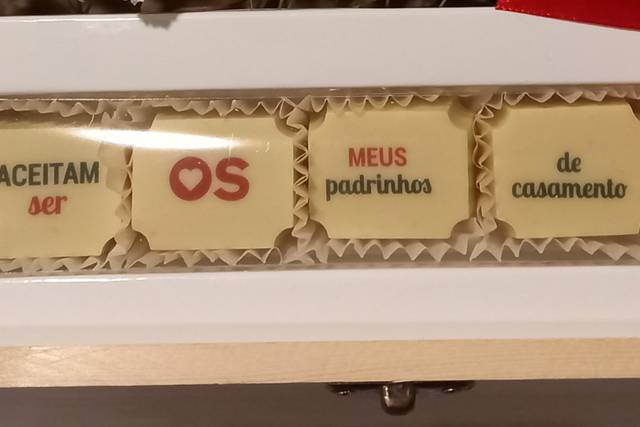 ACEITAM
ser
OS
MEUS
padrinhos
de
casamento